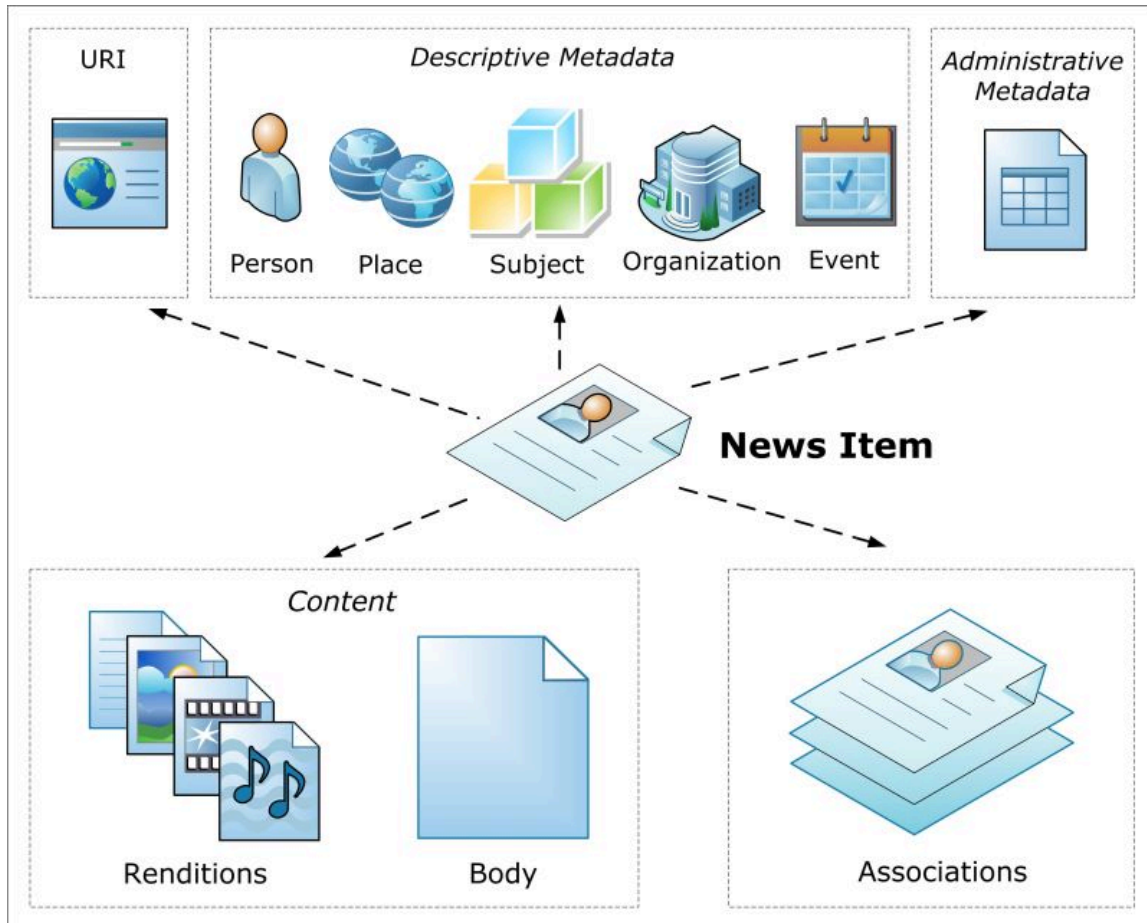 URI
Descriptive Metadata
Administrative
Metadata
Person
Place
Subject
Organization
Event
News Item
Content
Renditions
Body
Associations